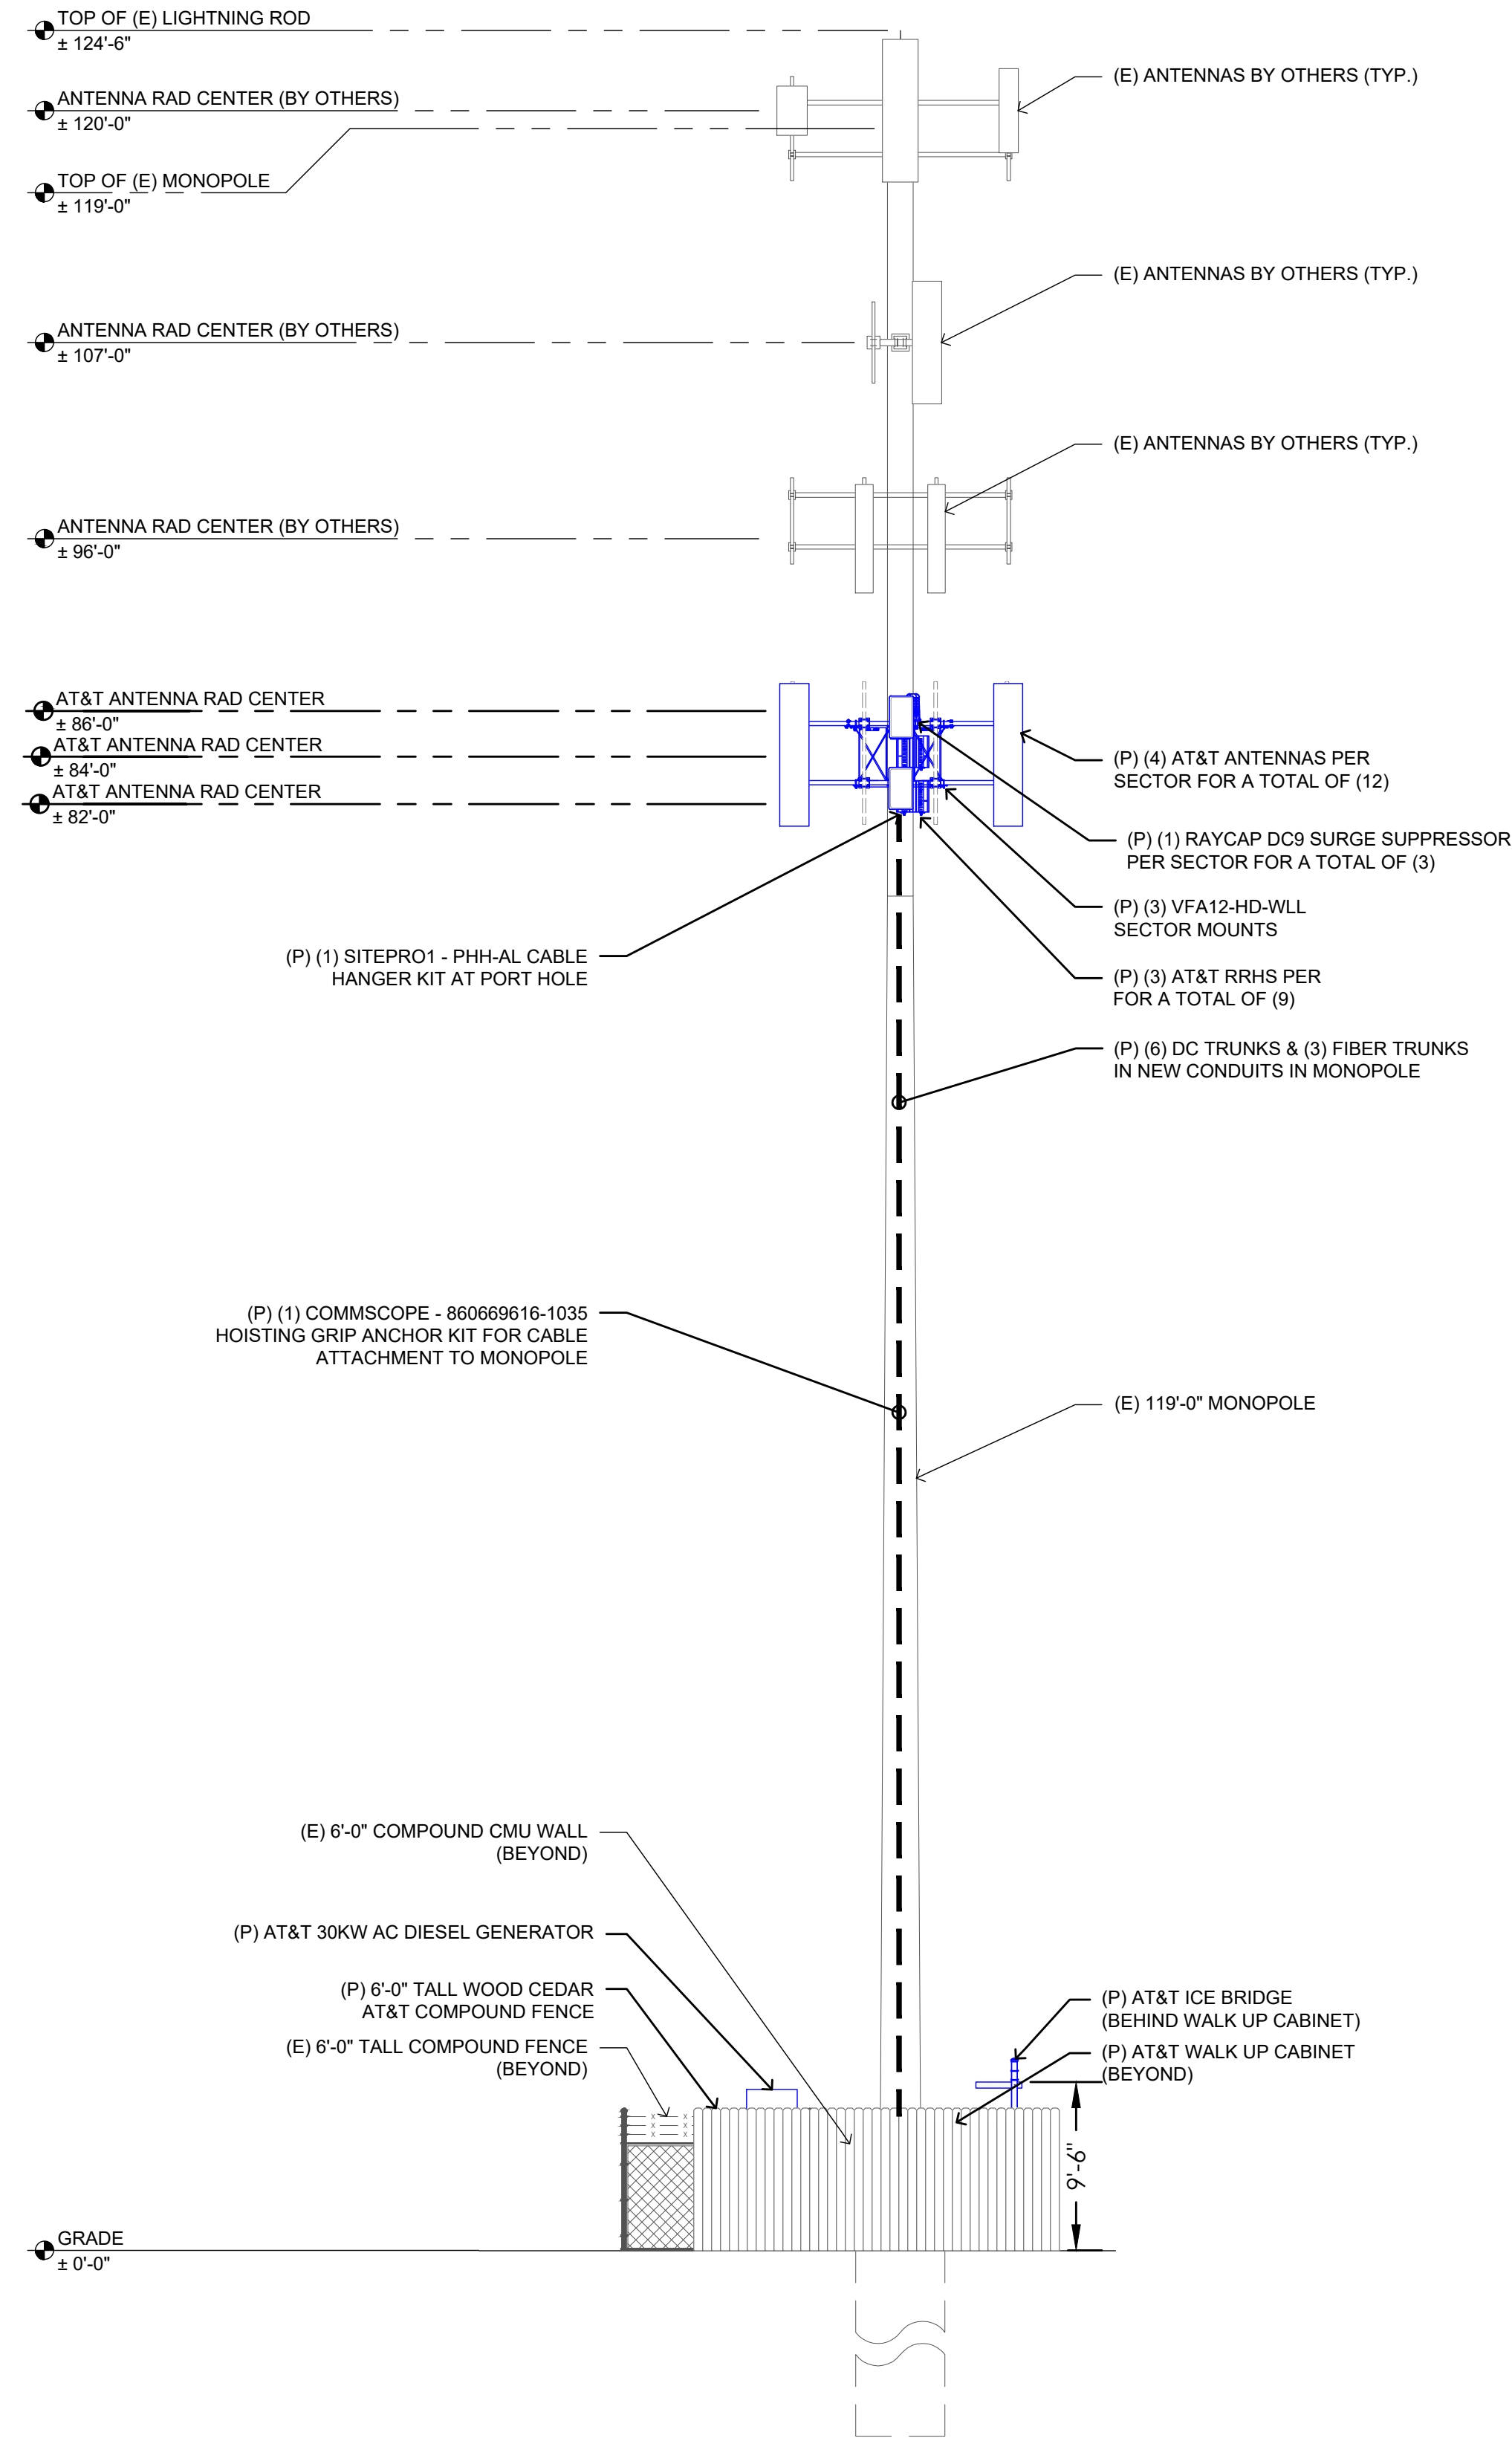 TOP OF (E) LIGHTNING ROD
± 124'-6"
(E) ANTENNAS BY OTHERS (TYP.)
ANTENNA RAD CENTER (BY OTHERS)
± 120'-0"
TOP OF (E) MONOPOLE
± 119'-0"
(E) ANTENNAS BY OTHERS (TYP.)
ANTENNA RAD CENTER (BY OTHERS)
± 107'-0"
(E) ANTENNAS BY OTHERS (TYP.)
ANTENNA RAD CENTER (BY OTHERS)
± 96'-0"
AT&T ANTENNA RAD CENTER
± 86'-0"
AT&T ANTENNA RAD CENTER
± 84'-0"
AT&T ANTENNA RAD CENTER
± 82'-0"
(P) (4) AT&T ANTENNAS PER
SECTOR FOR A TOTAL OF (12)
(P) (1) RAYCAP DC9 SURGE SUPPRESSOR
PER SECTOR FOR A TOTAL OF (3)
(P) (3) VFA12-HD-WLL
SECTOR MOUNTS
(P) (1) SITEPRO1 - PHH-AL CABLE
HANGER KIT AT PORT HOLE
(P) (3) AT&T RRHS PER
FOR A TOTAL OF (9)
(P) (6) DC TRUNKS & (3) FIBER TRUNKS
IN NEW CONDUITS IN MONOPOLE
(P) (1) COMMSCOPE - 860669616-1035
HOISTING GRIP ANCHOR KIT FOR CABLE
ATTACHMENT TO MONOPOLE
(E) 119'-0" MONOPOLE
(E) 6'-0" COMPOUND CMU WALL
(BEYOND)
(P) AT&T 30KW AC DIESEL GENERATOR
(P) 6'-0" TALL WOOD CEDAR
AT&T COMPOUND FENCE
(E) 6'-0" TALL COMPOUND FENCE
(BEYOND)
(P) AT&T ICE BRIDGE
(BEHIND WALK UP CABINET)
(P) AT&T WALK UP CABINET
(BEYOND)
9'-6"
GRADE
± 0'-0"